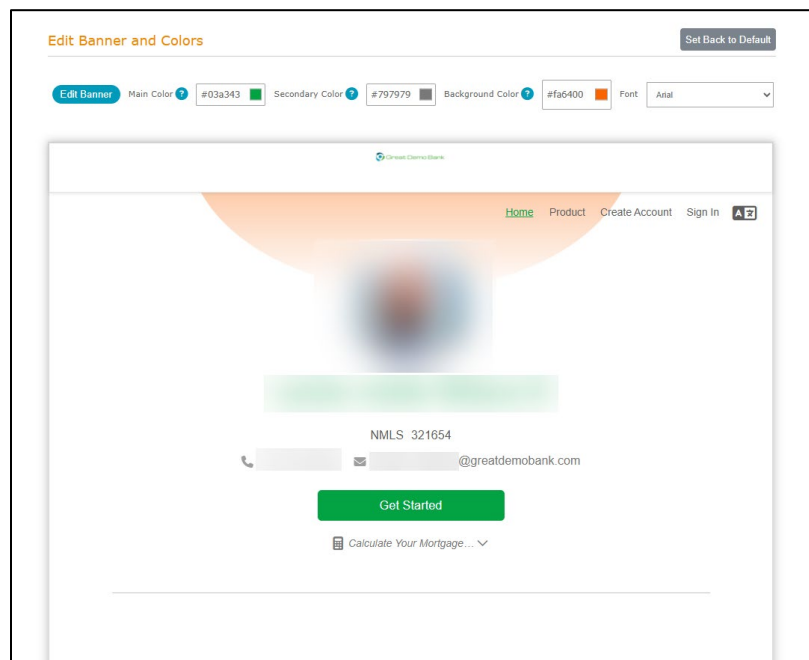 Edit Banner and Colors
Set Back to Default
Edit Banner Main Color ? #03a343 Secondary Color ? #797979 Background Color ? #fa6400 Font Arial
Great Demo Bank
Home Product Create Account Sign In A
NMLS 321654
@greatdemobank.com
Get Started
Calculate Your Mortgage...